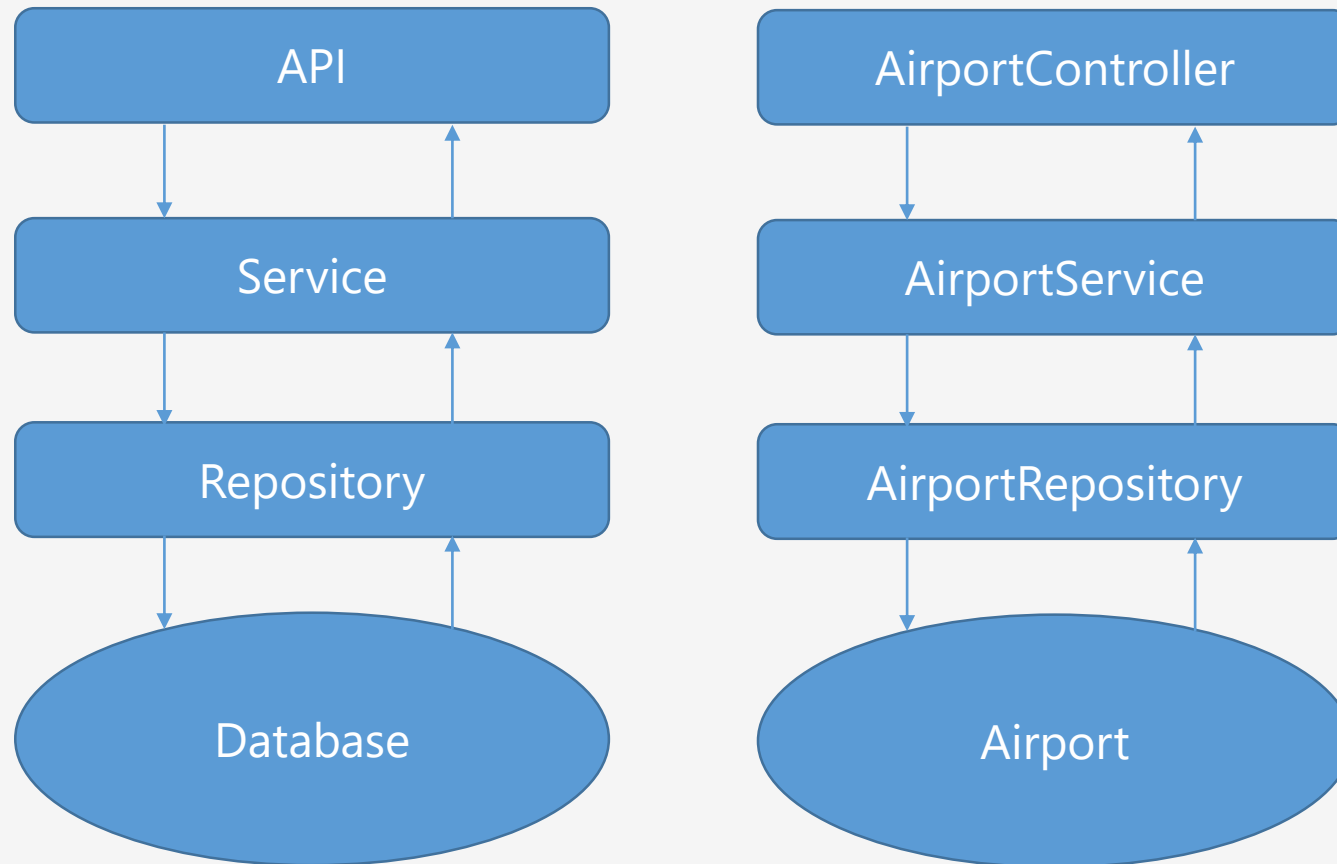 API
Service
Repository
Database
AirportController
AirportService
AirportRepository
Airport